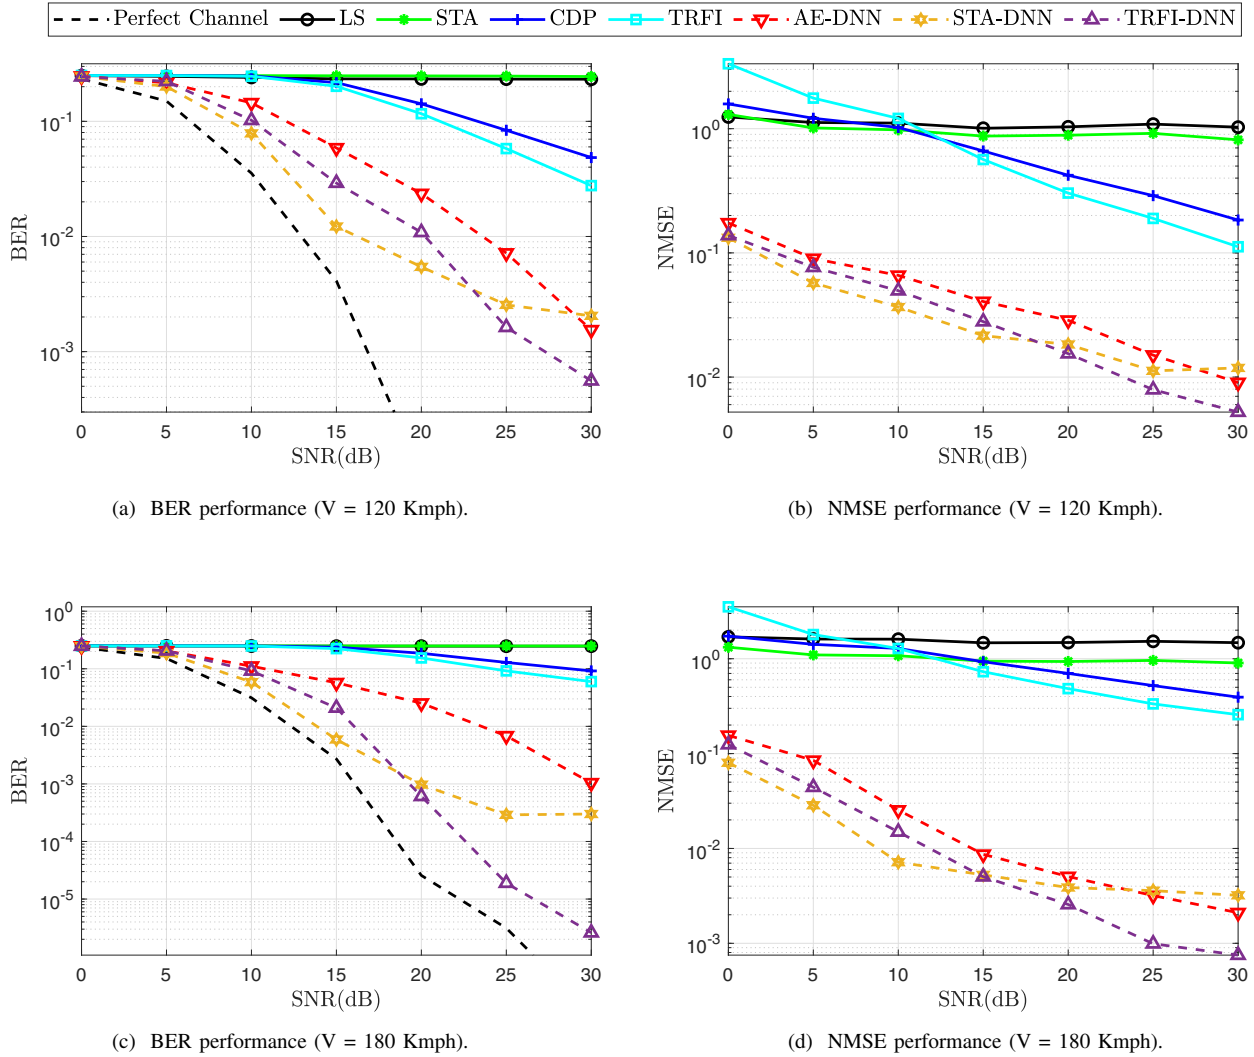 Perfect Channel LS STA CDP TRFI AE-DNN STA-DNN TRFI-DNN
10^-1
10^-2
10^-3
BER
0 5 10 15 20 25 30
SNR(dB)
(a) BER performance (V = 120 Kmph).
10^0
10^-1
10^-2
NMSE
0 5 10 15 20 25 30
SNR(dB)
(b) NMSE performance (V = 120 Kmph).
10^0
10^-1
10^-2
10^-3
10^-4
10^-5
BER
0 5 10 15 20 25 30
SNR(dB)
(c) BER performance (V = 180 Kmph).
10^0
10^-1
10^-2
10^-3
NMSE
0 5 10 15 20 25 30
SNR(dB)
(d) NMSE performance (V = 180 Kmph).